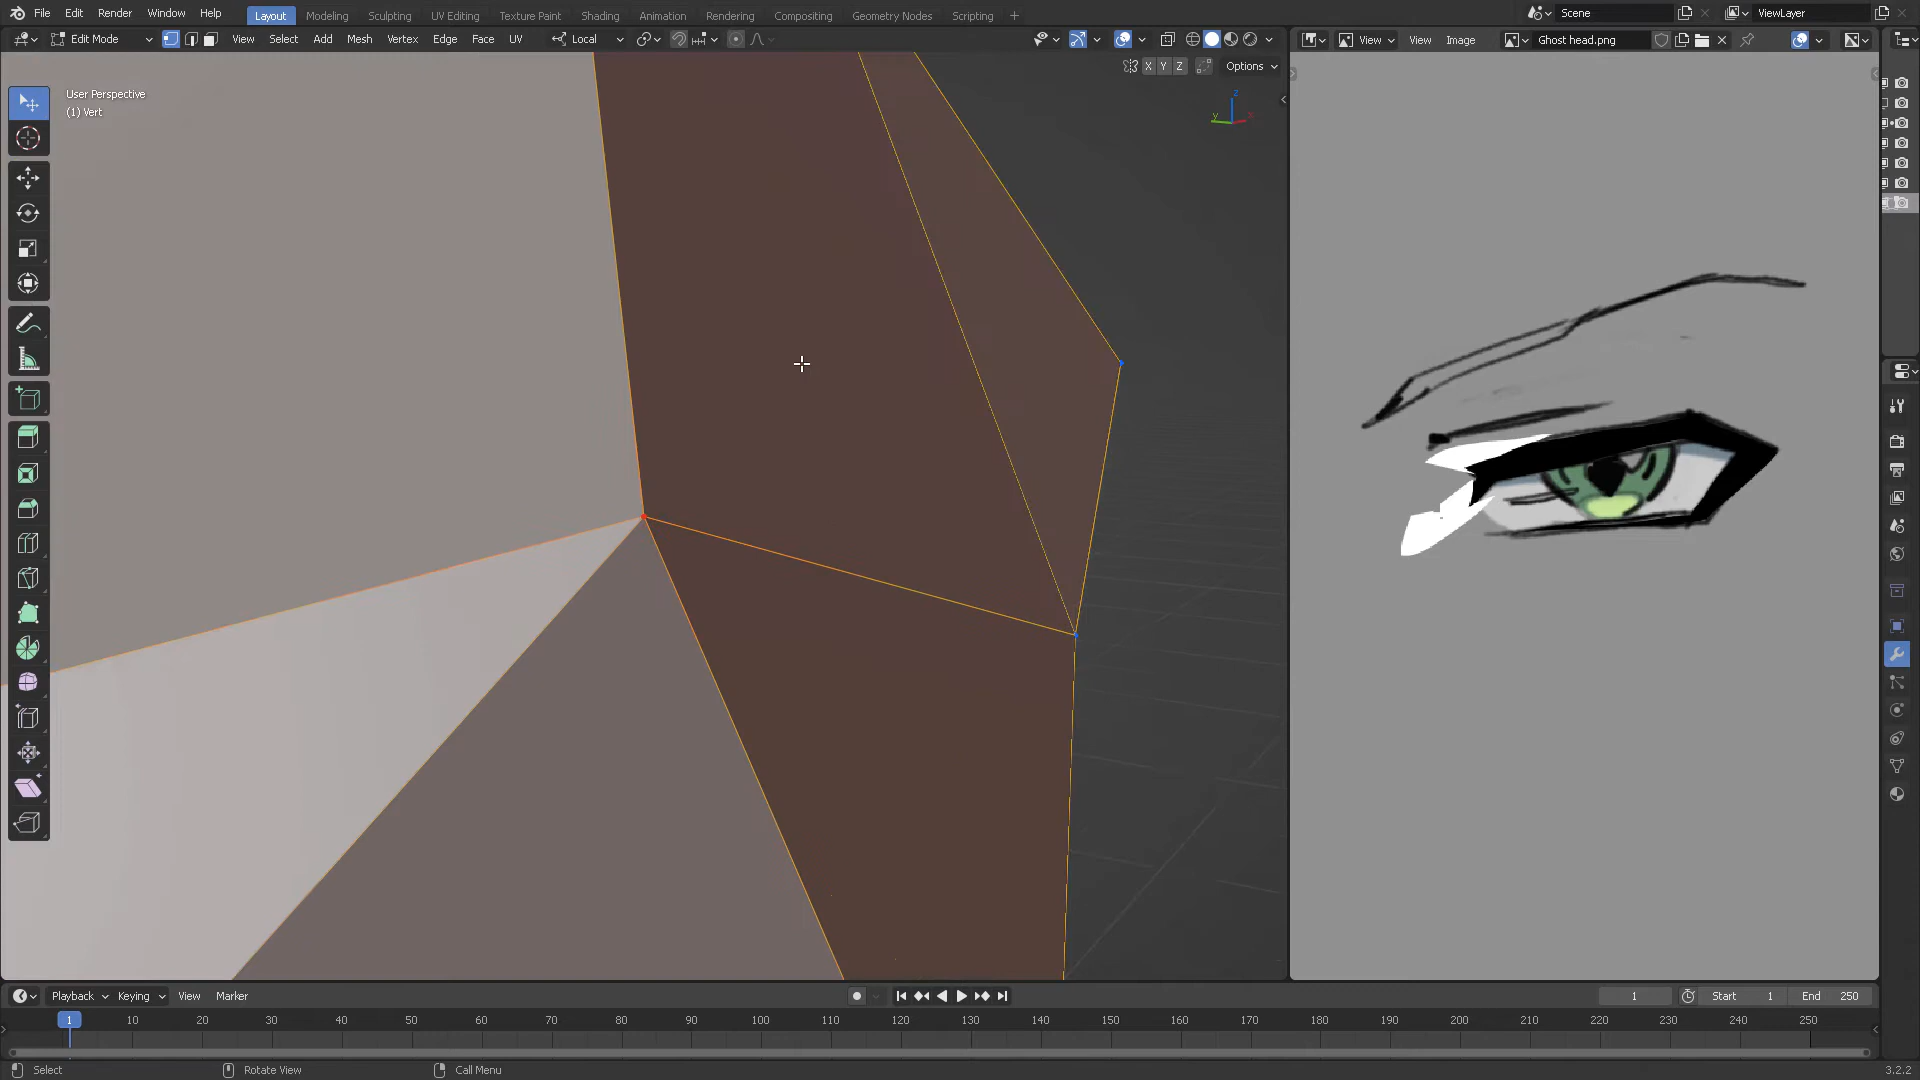 File Edit Render Window Help Layout Modeling Sculpting UV Editing Texture Paint Shading Animation Rendering Compositing Geometry Nodes Scripting + Scene ViewLayer
Edit Mode View Select Add Mesh Vertex Edge Face UV Local View View Image Ghost head.png
X Y Z Options
User Perspective
(1) Vert
z
y x
Playback Keying View Marker 1 Start 1 End 250
1 10 20 30 40 50 60 70 80 90 100 110 120 130 140 150 160 170 180 190 200 210 220 230 240 250
Select Rotate View Call Menu 3.2.2